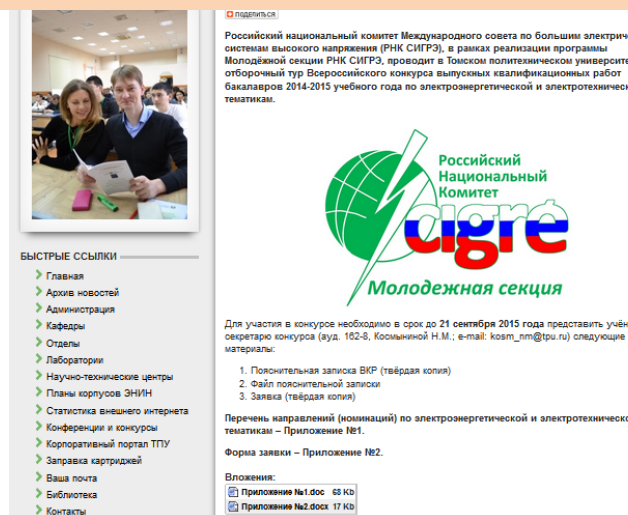 поделиться
Российский национальный комитет Международного совета по большим
системам высокого напряжения (РНК СИГРЭ), в рамках реализации программы
Молодёжной секции РНК СИГРЭ, проводит в Томском политехническом
отборочный тур Всероссийского конкурса выпускных квалификационных работ
бакалавров 2014-2015 учебного года по электроэнергетической и
тематикам.
Российский
Национальный
Комитет
cigre
Молодежная секция
БЫСТРЫЕ ССЫЛКИ
Главная
Архив новостей
Администрация
Кафедры
Отделы
Лаборатории
Научно-технические центры
Планы корпусов ЭНИН
Статистика внешнего интернета
Конференции и конкурсы
Корпоративный портал ТПУ
Заправка картриджей
Ваша почта
Библиотека
Контакты
Для участия в конкурсе необходимо в срок до 21 сентября 2015 года представить
секретарю конкурса (ауд. 162-8, Космыниной Н.М.; e-mail: kosm_nm@tpu.ru) следующие
материалы:
1. Пояснительная записка ВКР (твёрдая копия)
2. Файл пояснительной записки
3. Заявка (твёрдая копия)
Перечень направлений (номинаций) по электроэнергетической и
тематикам – Приложение №1.
Форма заявки – Приложение №2.
Вложения:
Приложение №1.doc 68 Kb
Приложение №2.docx 17 Kb